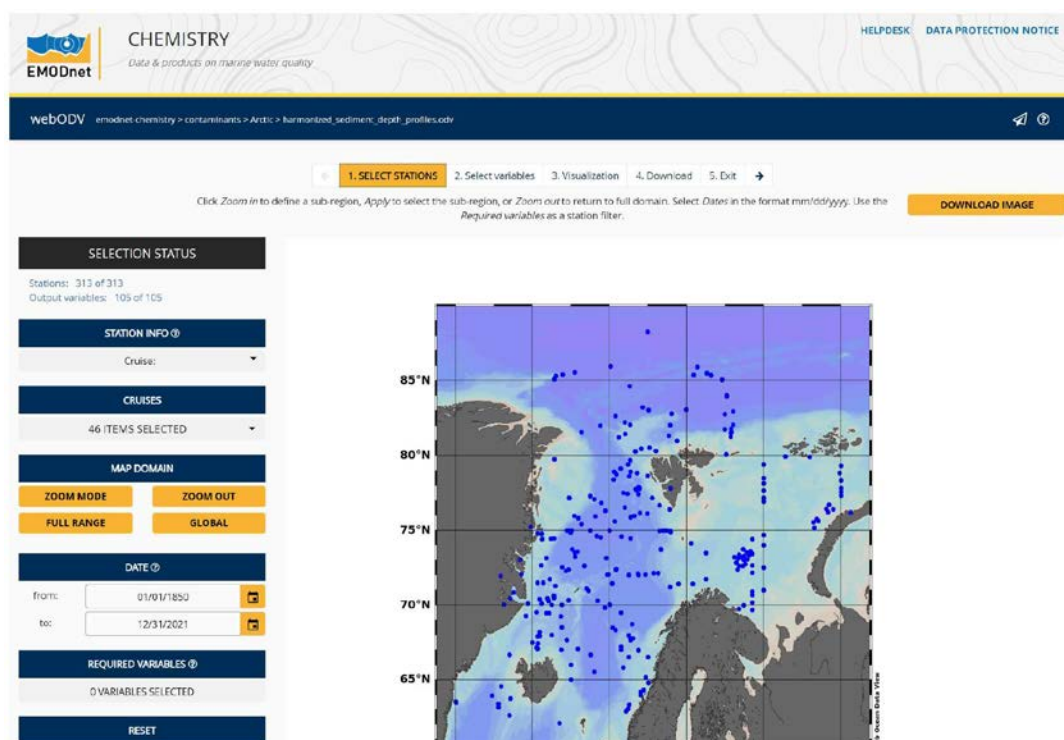 EMODnet
CHEMISTRY
Data & products on marine water quality
HELPDESK DATA PROTECTION NOTICE
webODV emodnet-chemistry > contaminants > Arctic > harmonized_sediment_depth_profiles.odv
1. SELECT STATIONS 2. Select variables 3. Visualization 4. Download 5. Exit
Click Zoom in to define a sub-region, Apply to select the sub-region, or Zoom out to return to full domain. Select Dates in the format mm/dd/yyyy. Use the
Required variables as a station filter.
DOWNLOAD IMAGE
SELECTION STATUS
Stations: 313 of 313
Output variables: 105 of 105
STATION INFO
Cruise:
CRUISES
46 ITEMS SELECTED
MAP DOMAIN
ZOOM MODE ZOOM OUT
FULL RANGE GLOBAL
DATE
from: 01/01/1850
to: 12/31/2021
REQUIRED VARIABLES
0 VARIABLES SELECTED
RESET
85°N
80°N
75°N
70°N
65°N
Ocean Data View